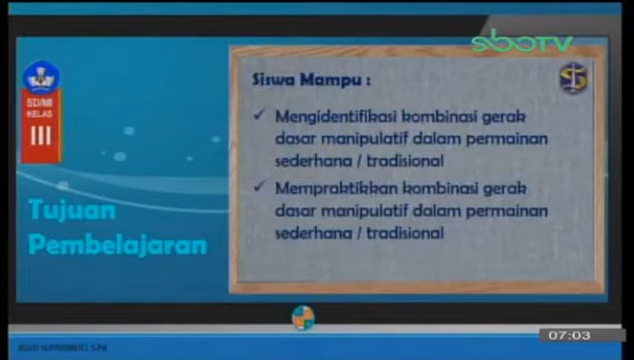 sboTV
SD/MI
KELAS
III
Tujuan
Pembelajaran
Siswa Mampu :
✓ Mengidentifikasi kombinasi gerak
dasar manipulatif dalam permainan
sederhana / tradisional
✓ Mempraktikkan kombinasi gerak
dasar manipulatif dalam permainan
sederhana / tradisional
07:03